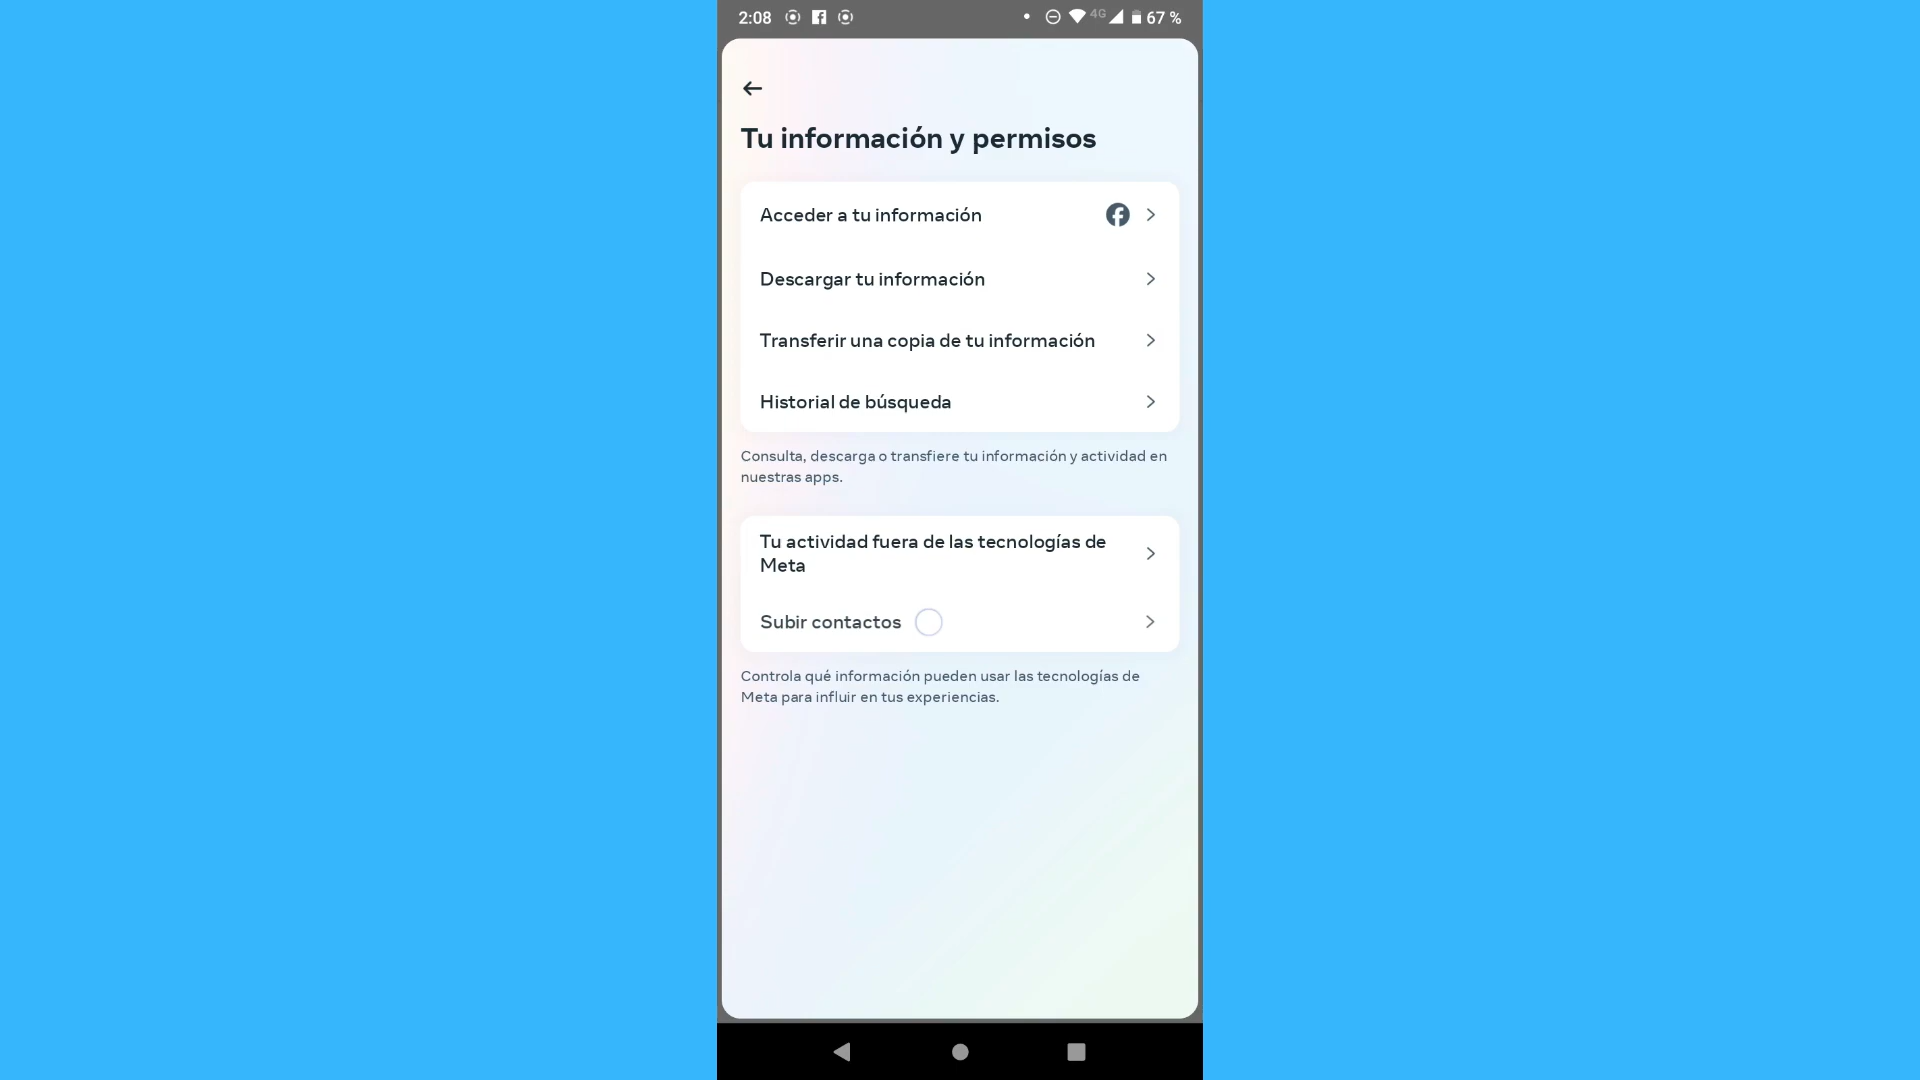 2:08
4G
67 %
Tu información y permisos
Acceder a tu información
Descargar tu información
Transferir una copia de tu información
Historial de búsqueda
Consulta, descarga o transfiere tu información y actividad en
nuestras apps.
Tu actividad fuera de las tecnologías de
Meta
Subir contactos
Controla qué información pueden usar las tecnologías de
Meta para influir en tus experiencias.